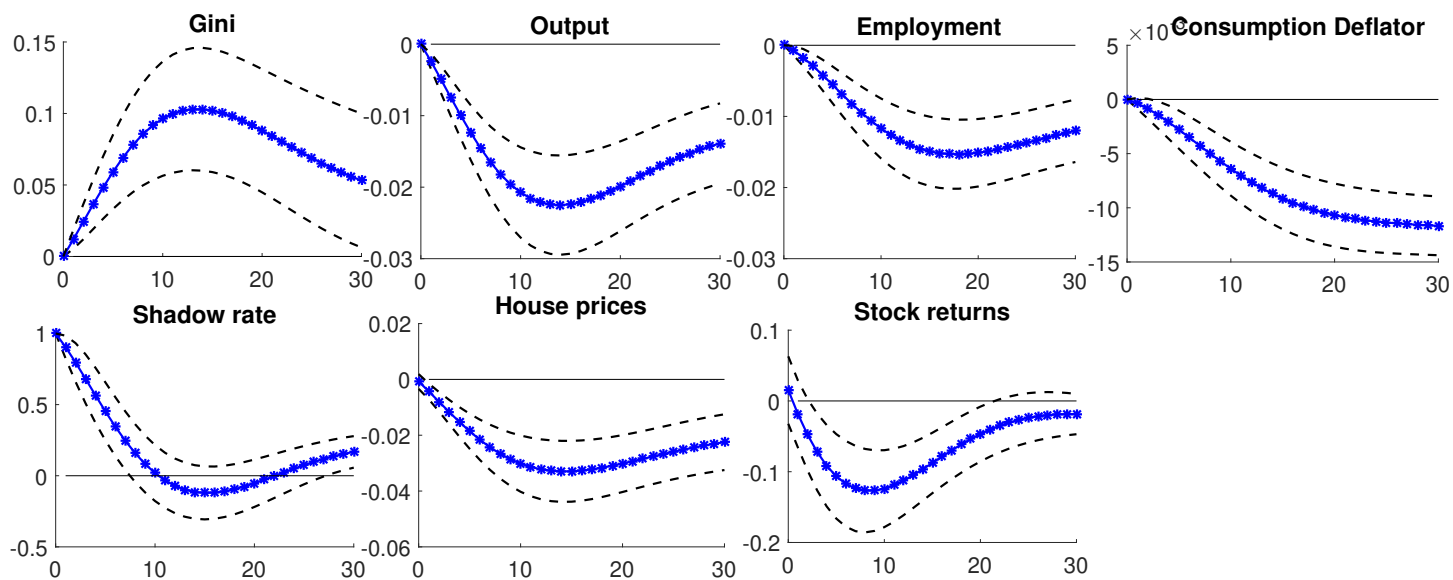 Gini
0.15
0.1
0.05
0
0 10 20 30
Output
0
-0.01
-0.02
-0.03
0 10 20 30
Employment
0
-0.01
-0.02
-0.03
0 10 20 30
×10⁻³
Consumption Deflator
5
0
-5
-10
-15
0 10 20 30
Shadow rate
1
0.5
0
-0.5
0 10 20 30
House prices
0.02
0
-0.02
-0.04
-0.06
0 10 20 30
Stock returns
0.1
0
-0.1
-0.2
0 10 20 30